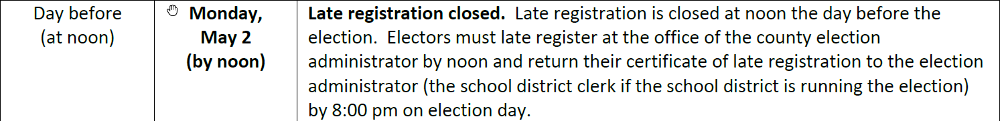 Day before
(at noon)
Monday,
May 2
(by noon)
Late registration closed.  Late registration is closed at noon the day before the
election.  Electors must late register at the office of the county election
administrator by noon and return their certificate of late registration to the election
administrator (the school district clerk if the school district is running the election)
by 8:00 pm on election day.